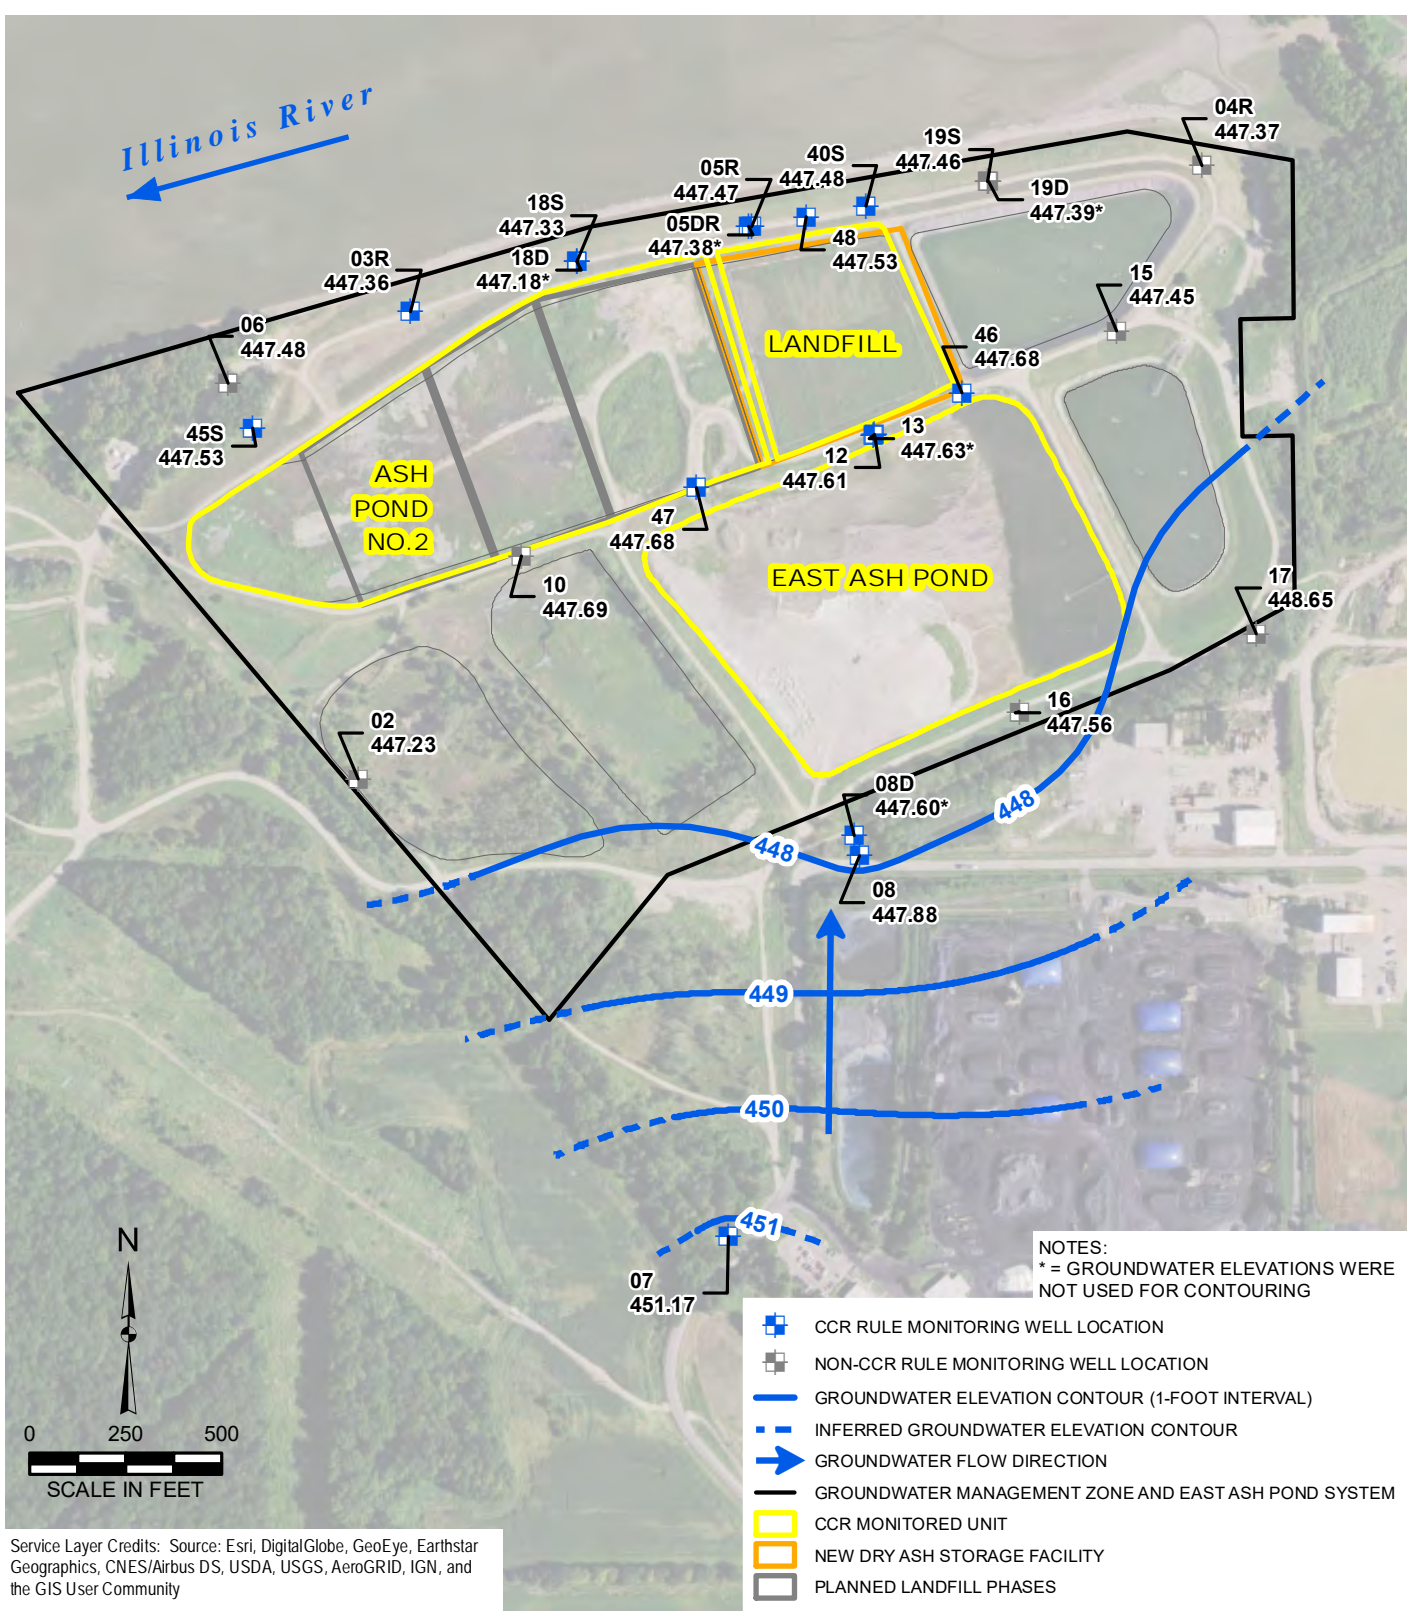 Illinois River
04R
447.37
19S
447.46
40S
447.48
05R
447.47
19D
447.39*
18S
447.33
05DR
447.38*
48
447.53
03R
447.36
18D
447.18*
15
447.45
06
447.48
LANDFILL
46
447.68
45S
447.53
13
447.63*
12
447.61
ASH
POND
NO.2
47
447.68
EAST ASH POND
10
447.69
17
448.65
02
447.23
16
447.56
08D
447.60*
448
448
08
447.88
449
450
451
07
451.17
N
0 250 500
SCALE IN FEET
NOTES:
* = GROUNDWATER ELEVATIONS WERE
NOT USED FOR CONTOURING
CCR RULE MONITORING WELL LOCATION
NON-CCR RULE MONITORING WELL LOCATION
GROUNDWATER ELEVATION CONTOUR (1-FOOT INTERVAL)
INFERRED GROUNDWATER ELEVATION CONTOUR
GROUNDWATER FLOW DIRECTION
GROUNDWATER MANAGEMENT ZONE AND EAST ASH POND SYSTEM
CCR MONITORED UNIT
NEW DRY ASH STORAGE FACILITY
PLANNED LANDFILL PHASES
Service Layer Credits: Source: Esri, DigitalGlobe, GeoEye, Earthstar
Geographics, CNES/Airbus DS, USDA, USGS, AeroGRID, IGN, and
the GIS User Community